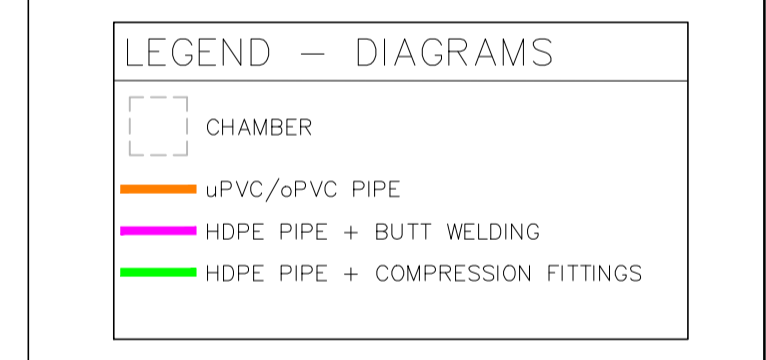 LEGEND — DIAGRAMS
CHAMBER
uPVC/oPVC PIPE
HDPE PIPE + BUTT WELDING
HDPE PIPE + COMPRESSION FITTINGS